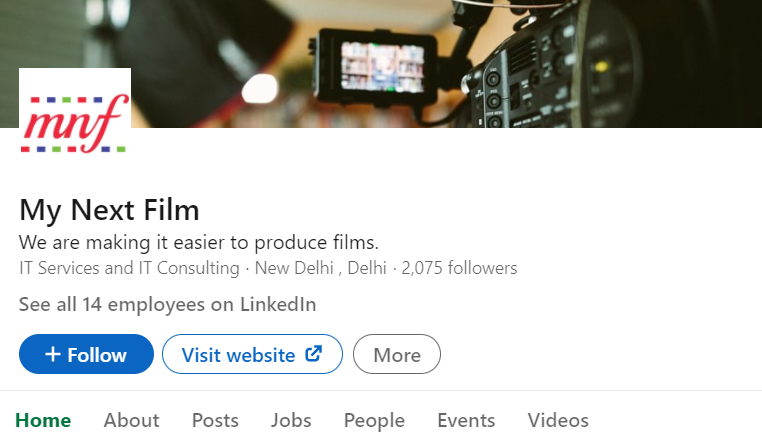 mnf
My Next Film
We are making it easier to produce films.
IT Services and IT Consulting · New Delhi , Delhi · 2,075 followers
See all 14 employees on LinkedIn
+ Follow Visit website More
Home About Posts Jobs People Events Videos